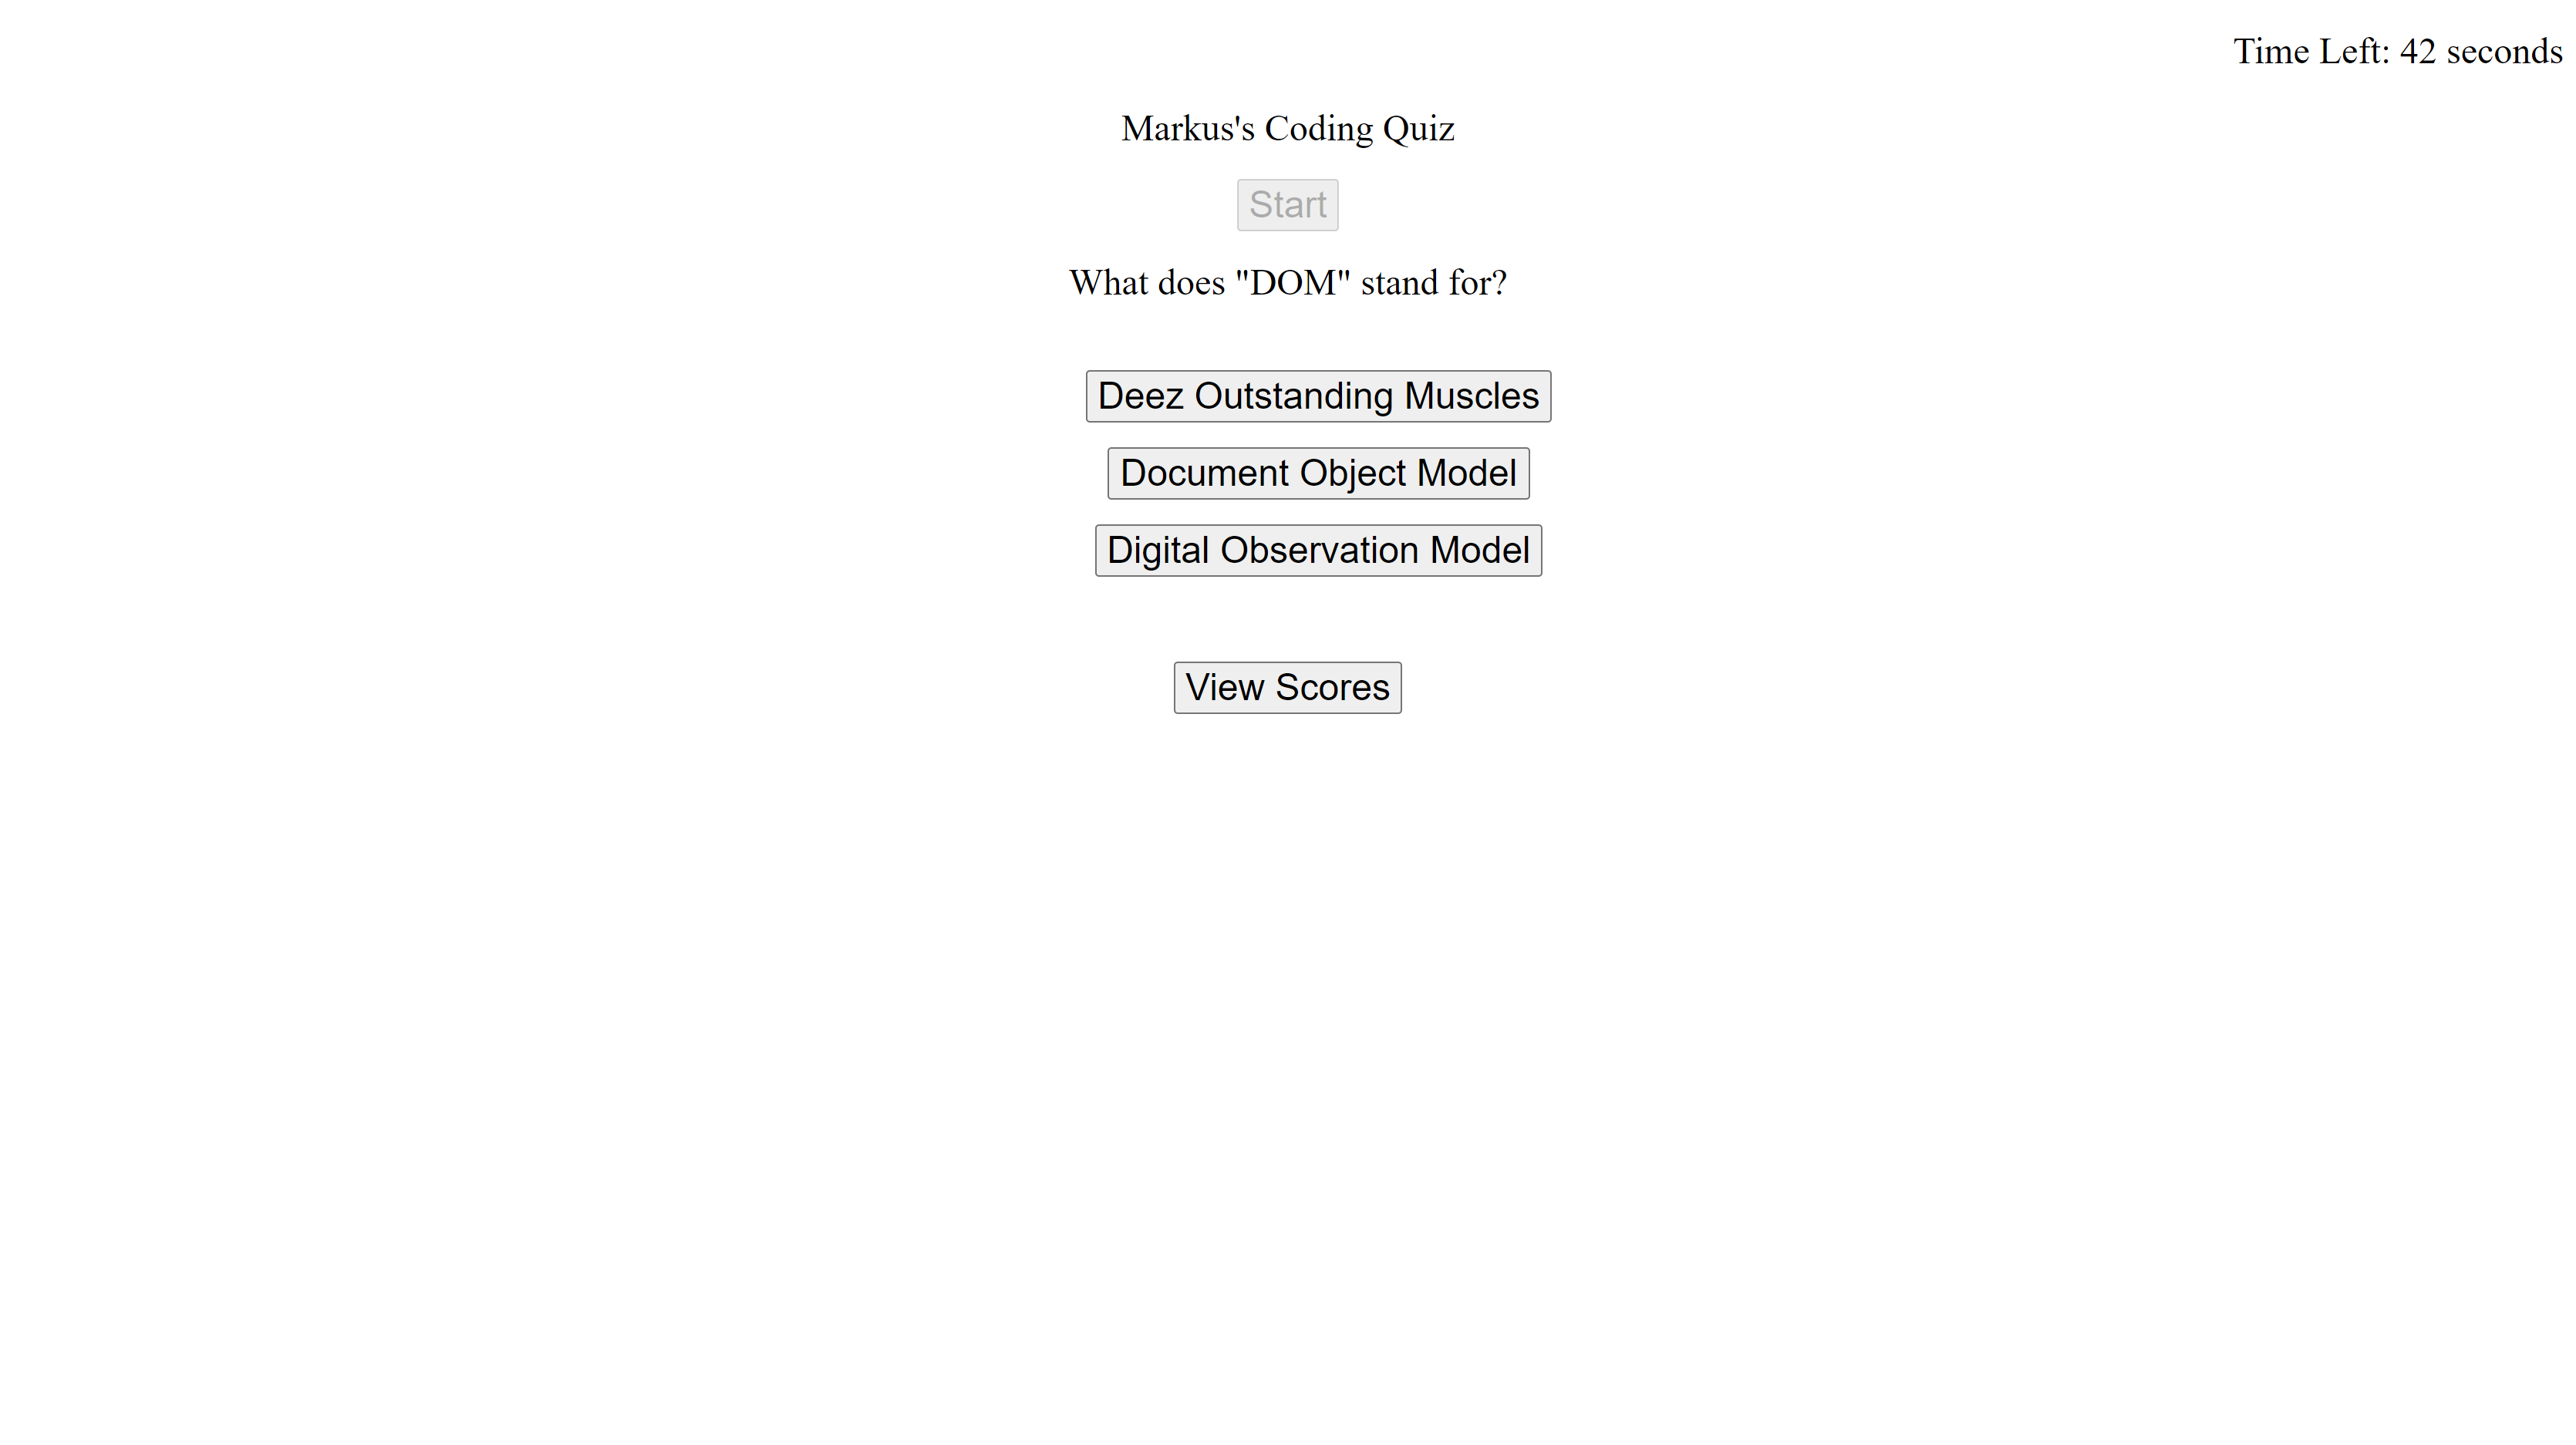 Time Left: 42 seconds
Markus's Coding Quiz
Start
What does "DOM" stand for?
Deez Outstanding Muscles
Document Object Model
Digital Observation Model
View Scores